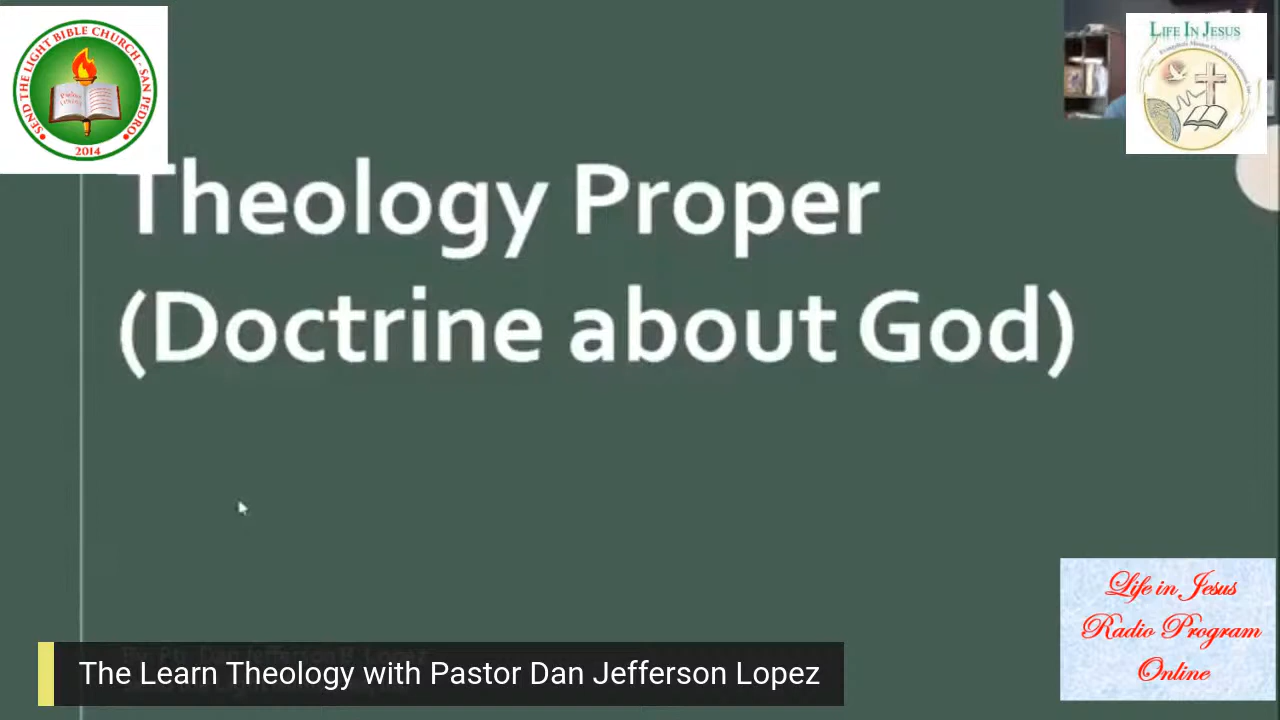 SEND THE LIGHT BIBLE CHURCH - SAN PEDRO
2014
LIFE IN JESUS
Theology Proper
(Doctrine about God)
Life in Jesus
Radio Program
Online
The Learn Theology with Pastor Dan Jefferson Lopez